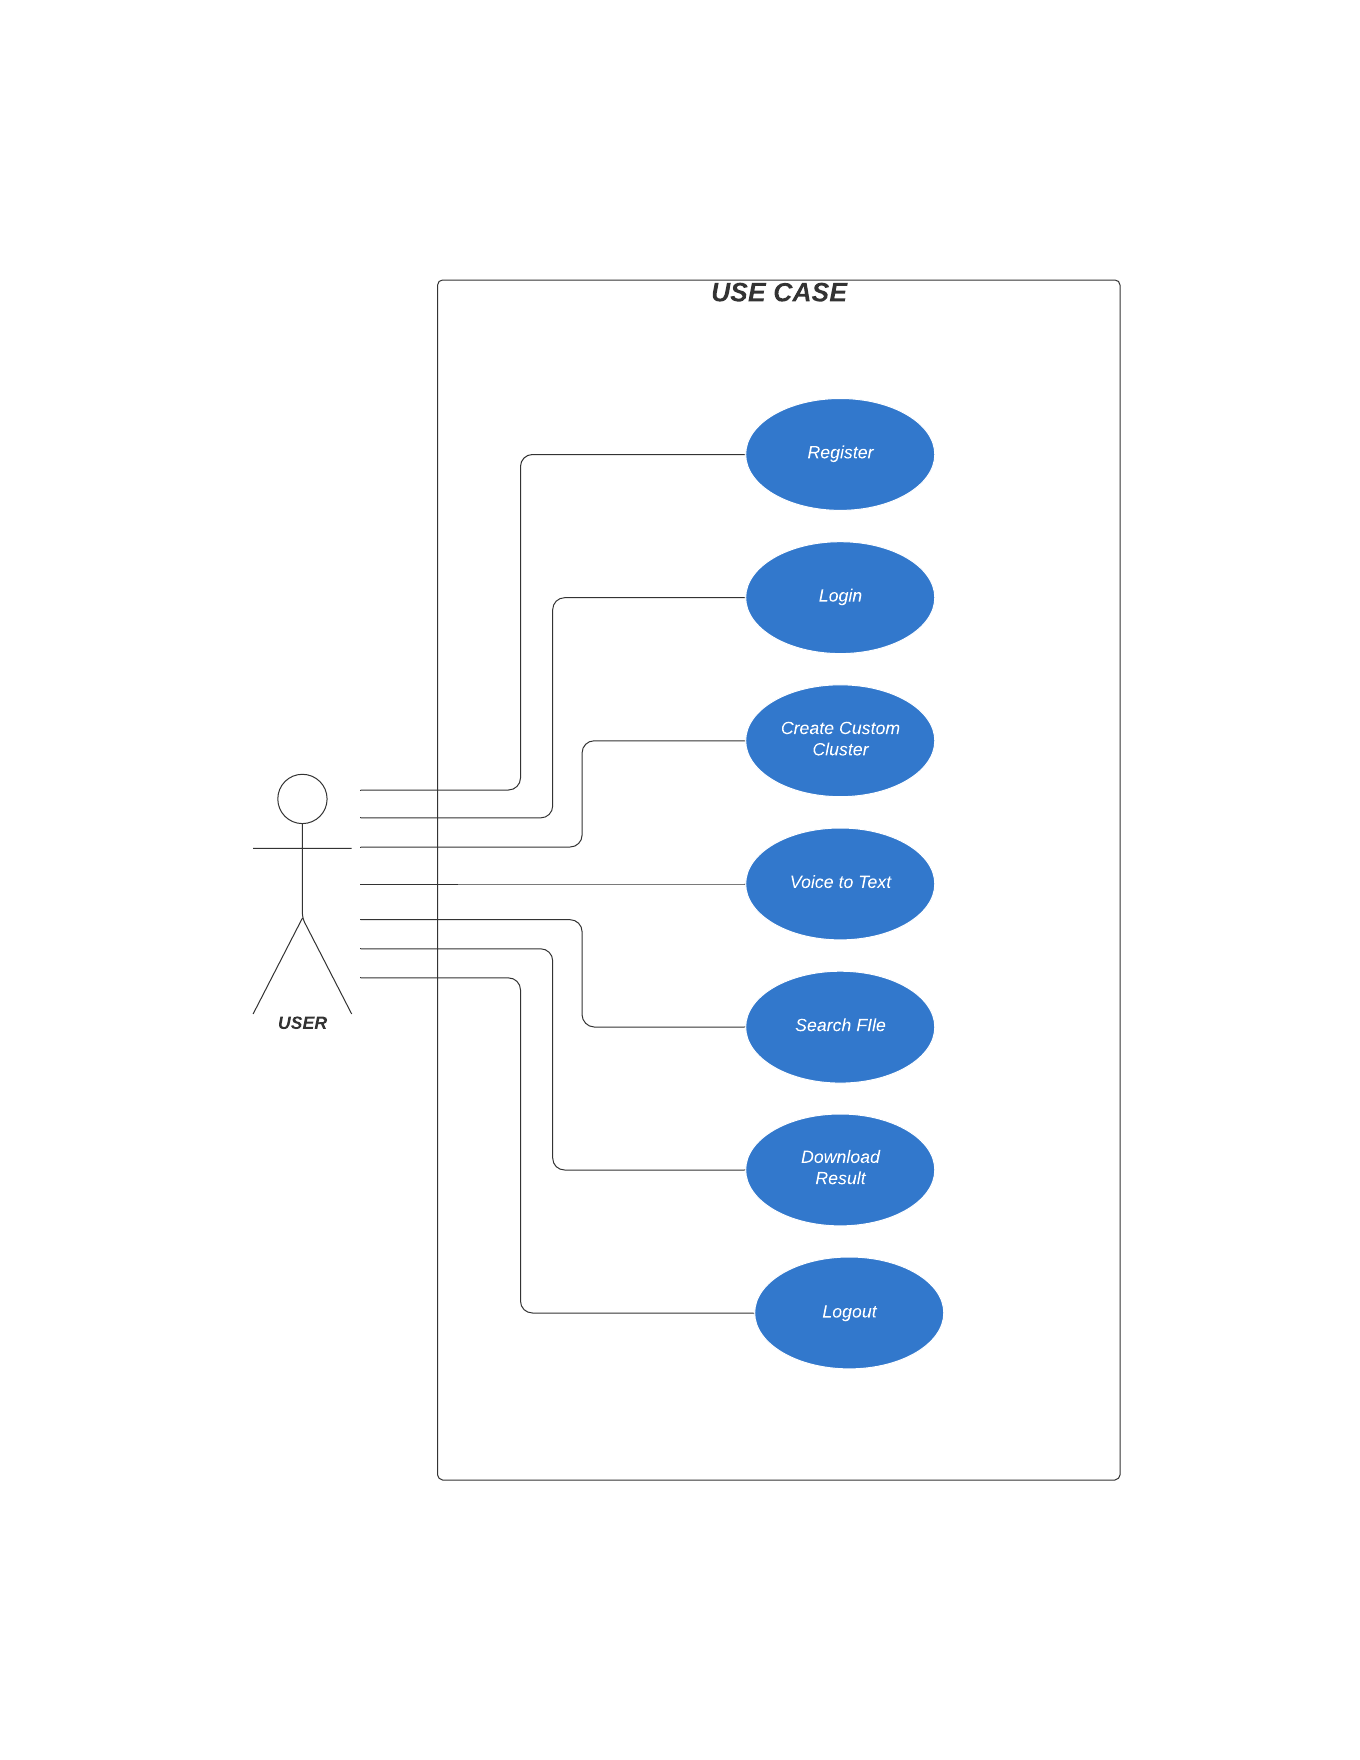 USE CASE
Register
Login
Create Custom
Cluster
Voice to Text
USER
Search FIle
Download
Result
Logout